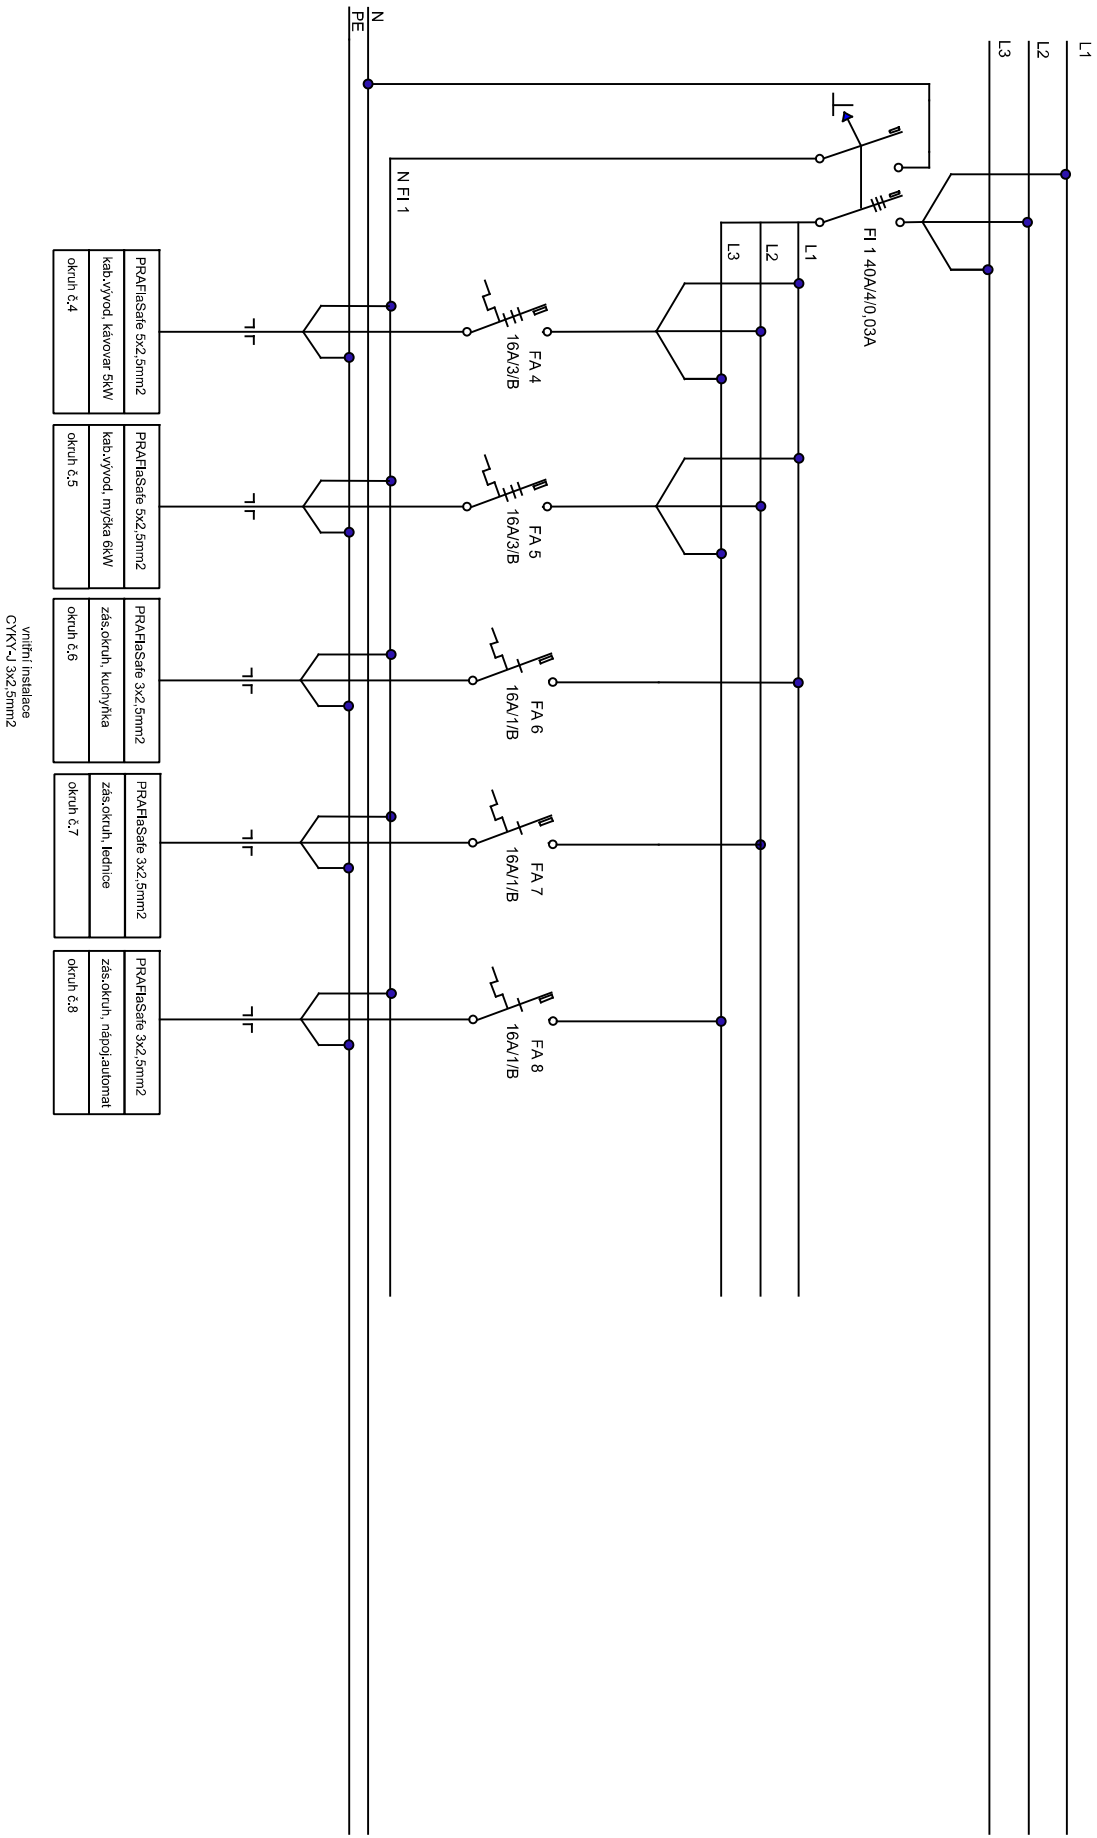 L1
L2
L3
FI 1 40A/4/0,03A
L1
L2
L3
FA 4
16A/3/B
FA 5
16A/3/B
FA 6
16A/1/B
FA 7
16A/1/B
FA 8
16A/1/B
N FI 1
N
PE
PRAFlaSafe 5x2,5mm2
kab.vývod, kávovar 5kW
okruh č.4
PRAFlaSafe 5x2,5mm2
kab.vývod, myčka 6kW
okruh č.5
PRAFlaSafe 3x2,5mm2
zás.okruh, kuchyňka
okruh č.6
PRAFlaSafe 3x2,5mm2
zás.okruh, lednice
okruh č.7
PRAFlaSafe 3x2,5mm2
zás.okruh, nápoj.automat
okruh č.8
vnitřní instalace
CYKY-J 3x2,5mm2